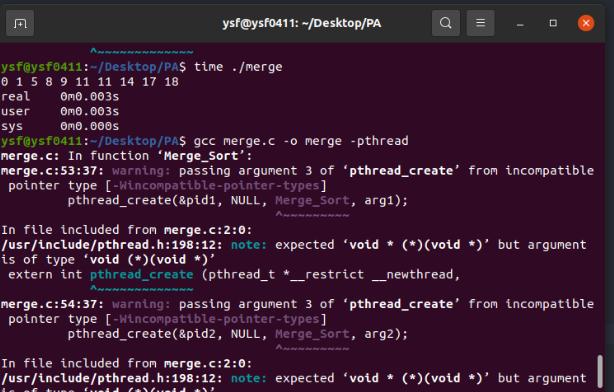 ysf@ysf0411: ~/Desktop/PA
^~~~~~~~~~~~~~
ysf@ysf0411:~/Desktop/PA$ time ./merge
0 1 5 8 9 11 11 14 17 18
real    0m0.003s
user    0m0.003s
sys     0m0.000s
ysf@ysf0411:~/Desktop/PA$ gcc merge.c -o merge -pthread
merge.c: In function ‘Merge_Sort’:
merge.c:53:37: warning: passing argument 3 of ‘pthread_create’ from incompatible
 pointer type [-Wincompatible-pointer-types]
         pthread_create(&pid1, NULL, Merge_Sort, arg1);
                                     ^~~~~~~~~~
In file included from merge.c:2:0:
/usr/include/pthread.h:198:12: note: expected ‘void * (*)(void *)’ but argument
is of type ‘void (*)(void *)’
 extern int pthread_create (pthread_t *__restrict __newthread,
            ^~~~~~~~~~~~~~
merge.c:54:37: warning: passing argument 3 of ‘pthread_create’ from incompatible
 pointer type [-Wincompatible-pointer-types]
         pthread_create(&pid2, NULL, Merge_Sort, arg2);
                                     ^~~~~~~~~~
In file included from merge.c:2:0:
/usr/include/pthread.h:198:12: note: expected ‘void * (*)(void *)’ but argument
is of type ‘void (*)(void *)’